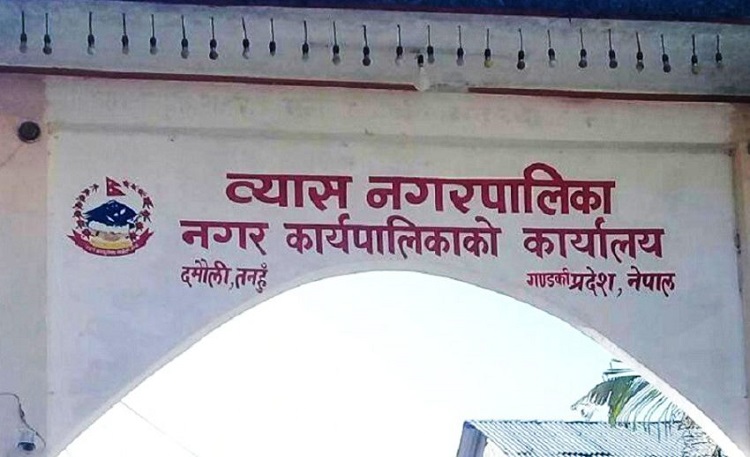 व्यास नगरपालिका
नगर कार्यपालिकाको कार्यालय
दमौली, तनहुँ
गण्डकी प्रदेश, नेपाल